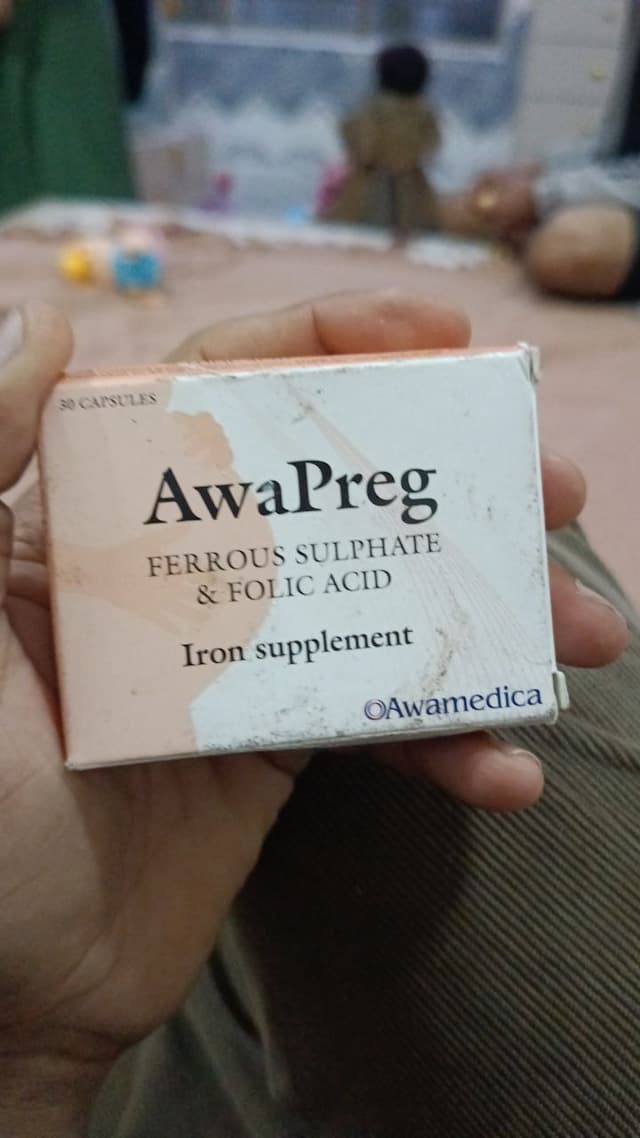 30 CAPSULES
AwaPreg
FERROUS SULPHATE
& FOLIC ACID
Iron supplement
Awamedica